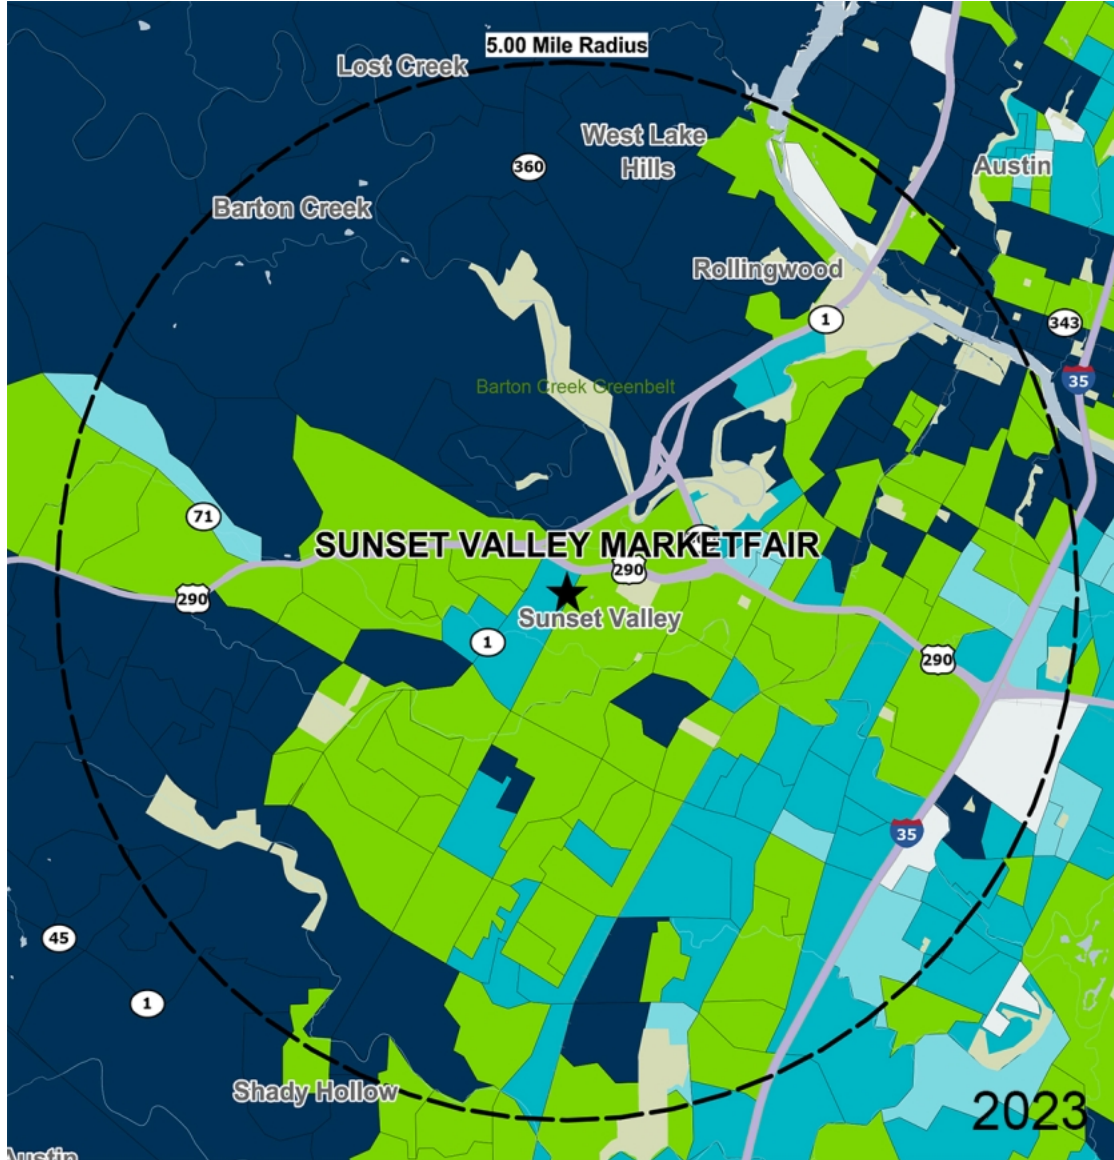 5.00 Mile Radius
Lost Creek
West Lake
Hills
360
Austin
Barton Creek
Rollingwood
1
343
35
Barton Creek Greenbelt
71
SUNSET VALLEY MARKETFAIR
290
290
Sunset Valley
1
290
35
45
1
Shady Hollow
2023
Austin